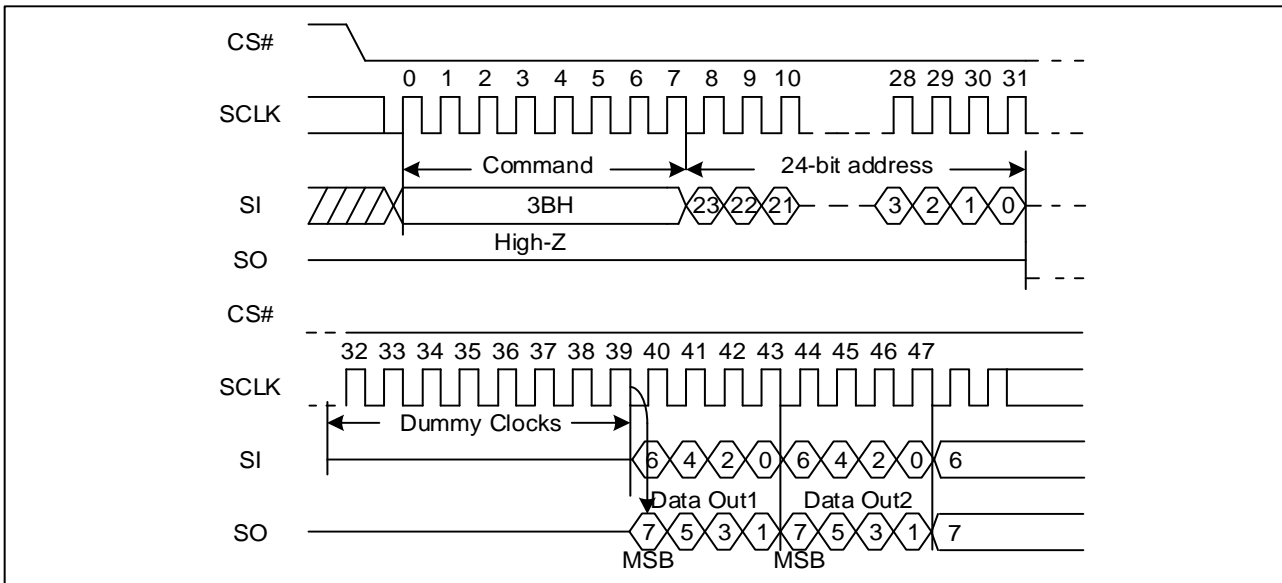 CS#
0 1 2 3 4 5 6 7 8 9 10 28 29 30 31
SCLK
Command 24-bit address
SI 3BH 23 22 21 3 2 1 0
High-Z
SO
CS#
32 33 34 35 36 37 38 39 40 41 42 43 44 45 46 47
SCLK
Dummy Clocks
SI 6 4 2 0 6 4 2 0 6
Data Out1 Data Out2
SO 7 5 3 1 7 5 3 1 7
MSB MSB